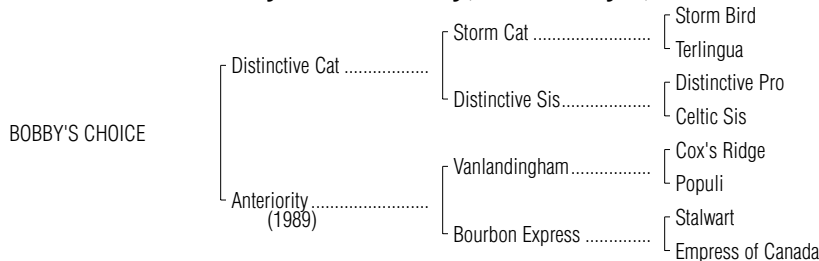 Storm Bird
Storm Cat ........................
Terlingua
Distinctive Cat .................
Distinctive Pro
Distinctive Sis..................
Celtic Sis
BOBBY'S CHOICE
Cox's Ridge
Vanlandingham................
Populi
Anteriority........................
(1989)
Stalwart
Bourbon Express .............
Empress of Canada